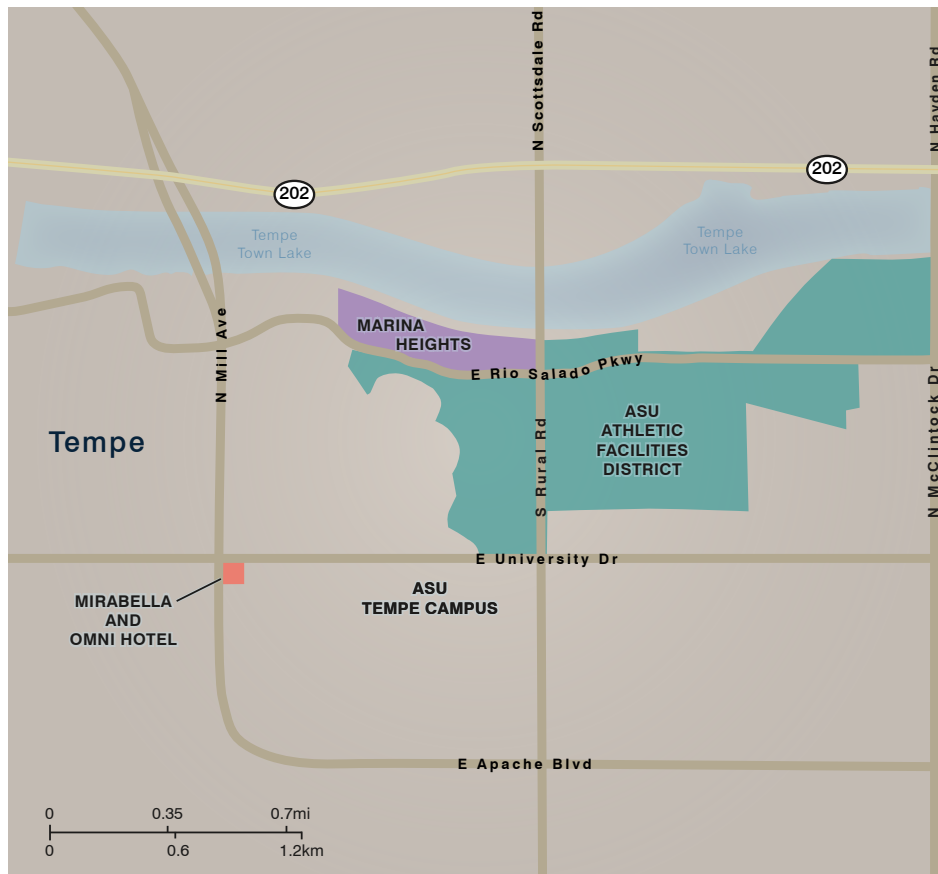 N Scottsdale Rd
N Hayden Rd
202
202
Tempe
Town Lake
Tempe
Town Lake
N Mill Ave
MARINA
HEIGHTS
E Rio Salado Pkwy
Tempe
ASU
ATHLETIC
FACILITIES
DISTRICT
S Rural Rd
N McClintock Dr
E University Dr
MIRABELLA
AND
OMNI HOTEL
ASU
TEMPE CAMPUS
E Apache Blvd
0 0.35 0.7mi
0 0.6 1.2km